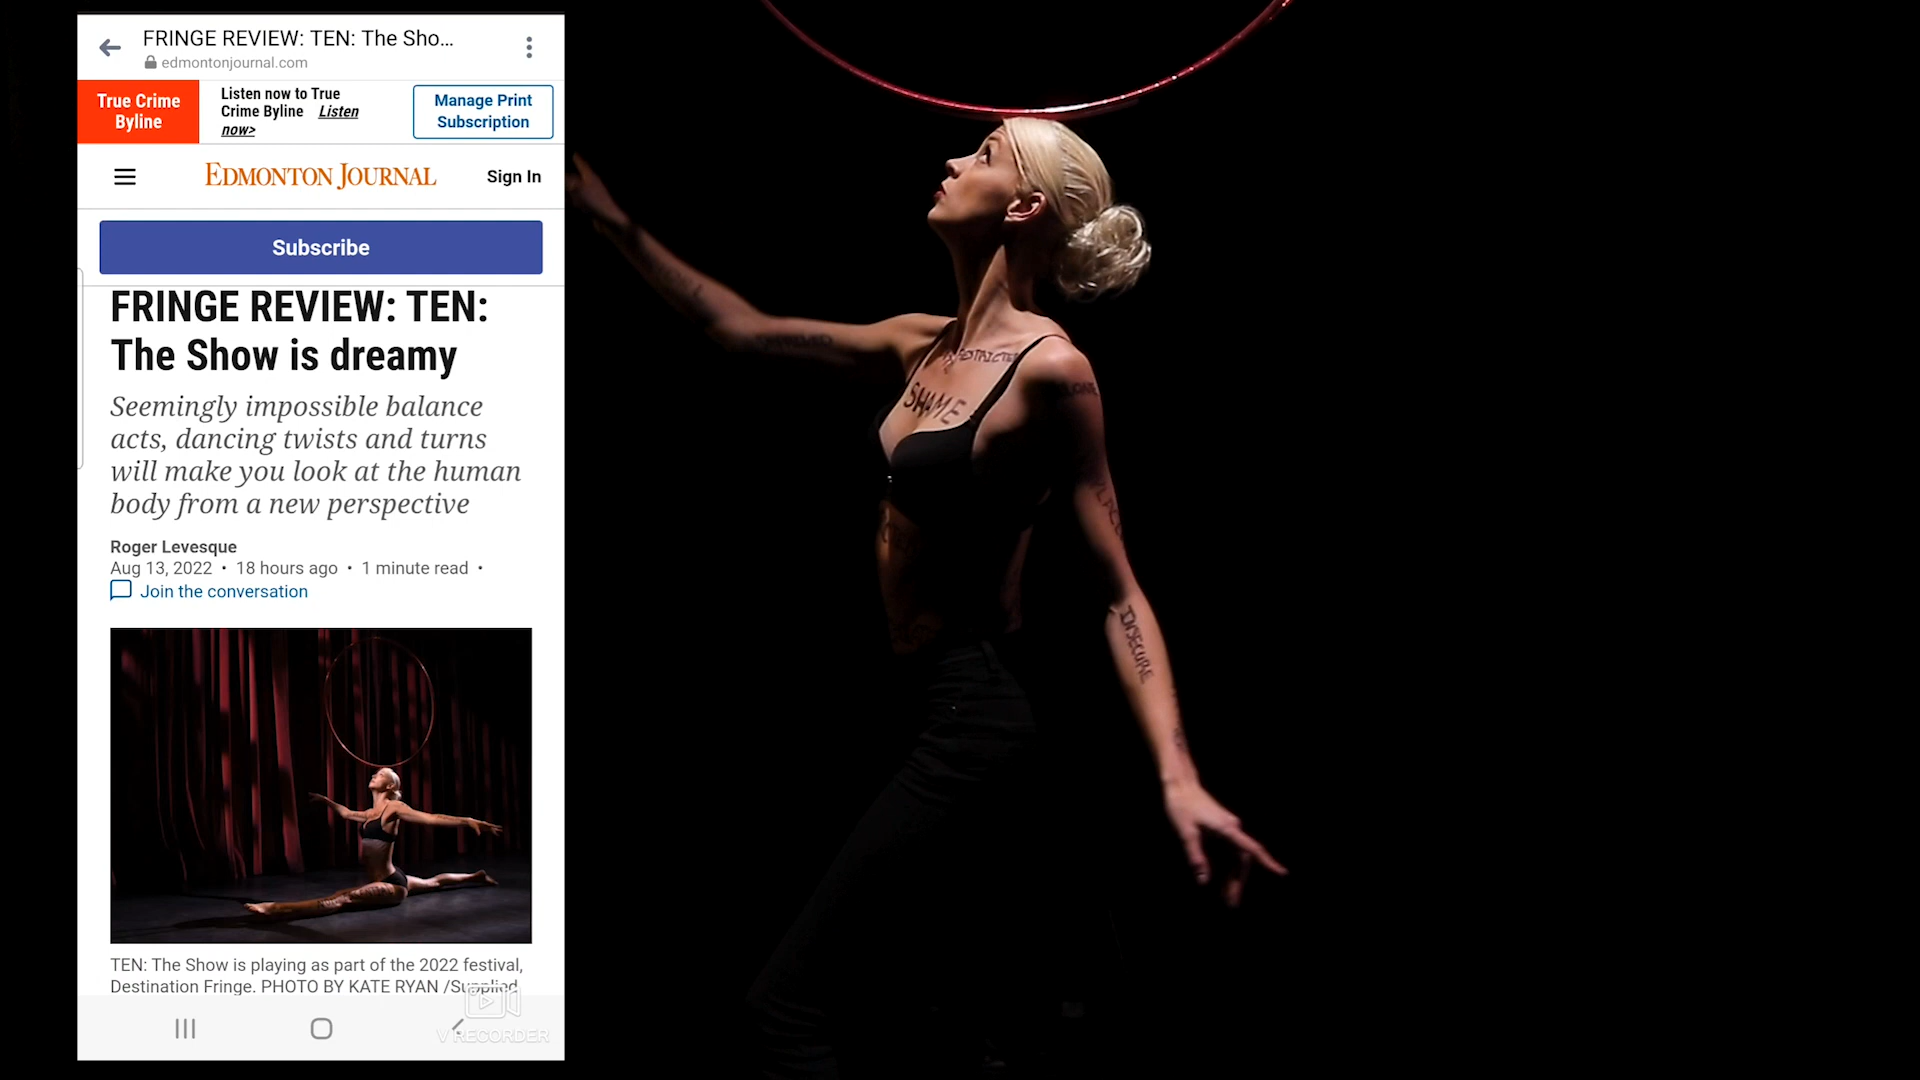 FRINGE REVIEW: TEN: The Sho...
edmontonjournal.com
True Crime
Byline
Listen now to True
Crime Byline Listen
now>
Manage Print
Subscription
EDMONTON JOURNAL
Sign In
Subscribe
FRINGE REVIEW: TEN:
The Show is dreamy
Seemingly impossible balance
acts, dancing twists and turns
will make you look at the human
body from a new perspective
Roger Levesque
Aug 13, 2022 • 18 hours ago • 1 minute read •
Join the conversation
TEN: The Show is playing as part of the 2022 festival,
Destination Fringe. PHOTO BY KATE RYAN /Supplied
V RECORDER
SHAME
INSECURE